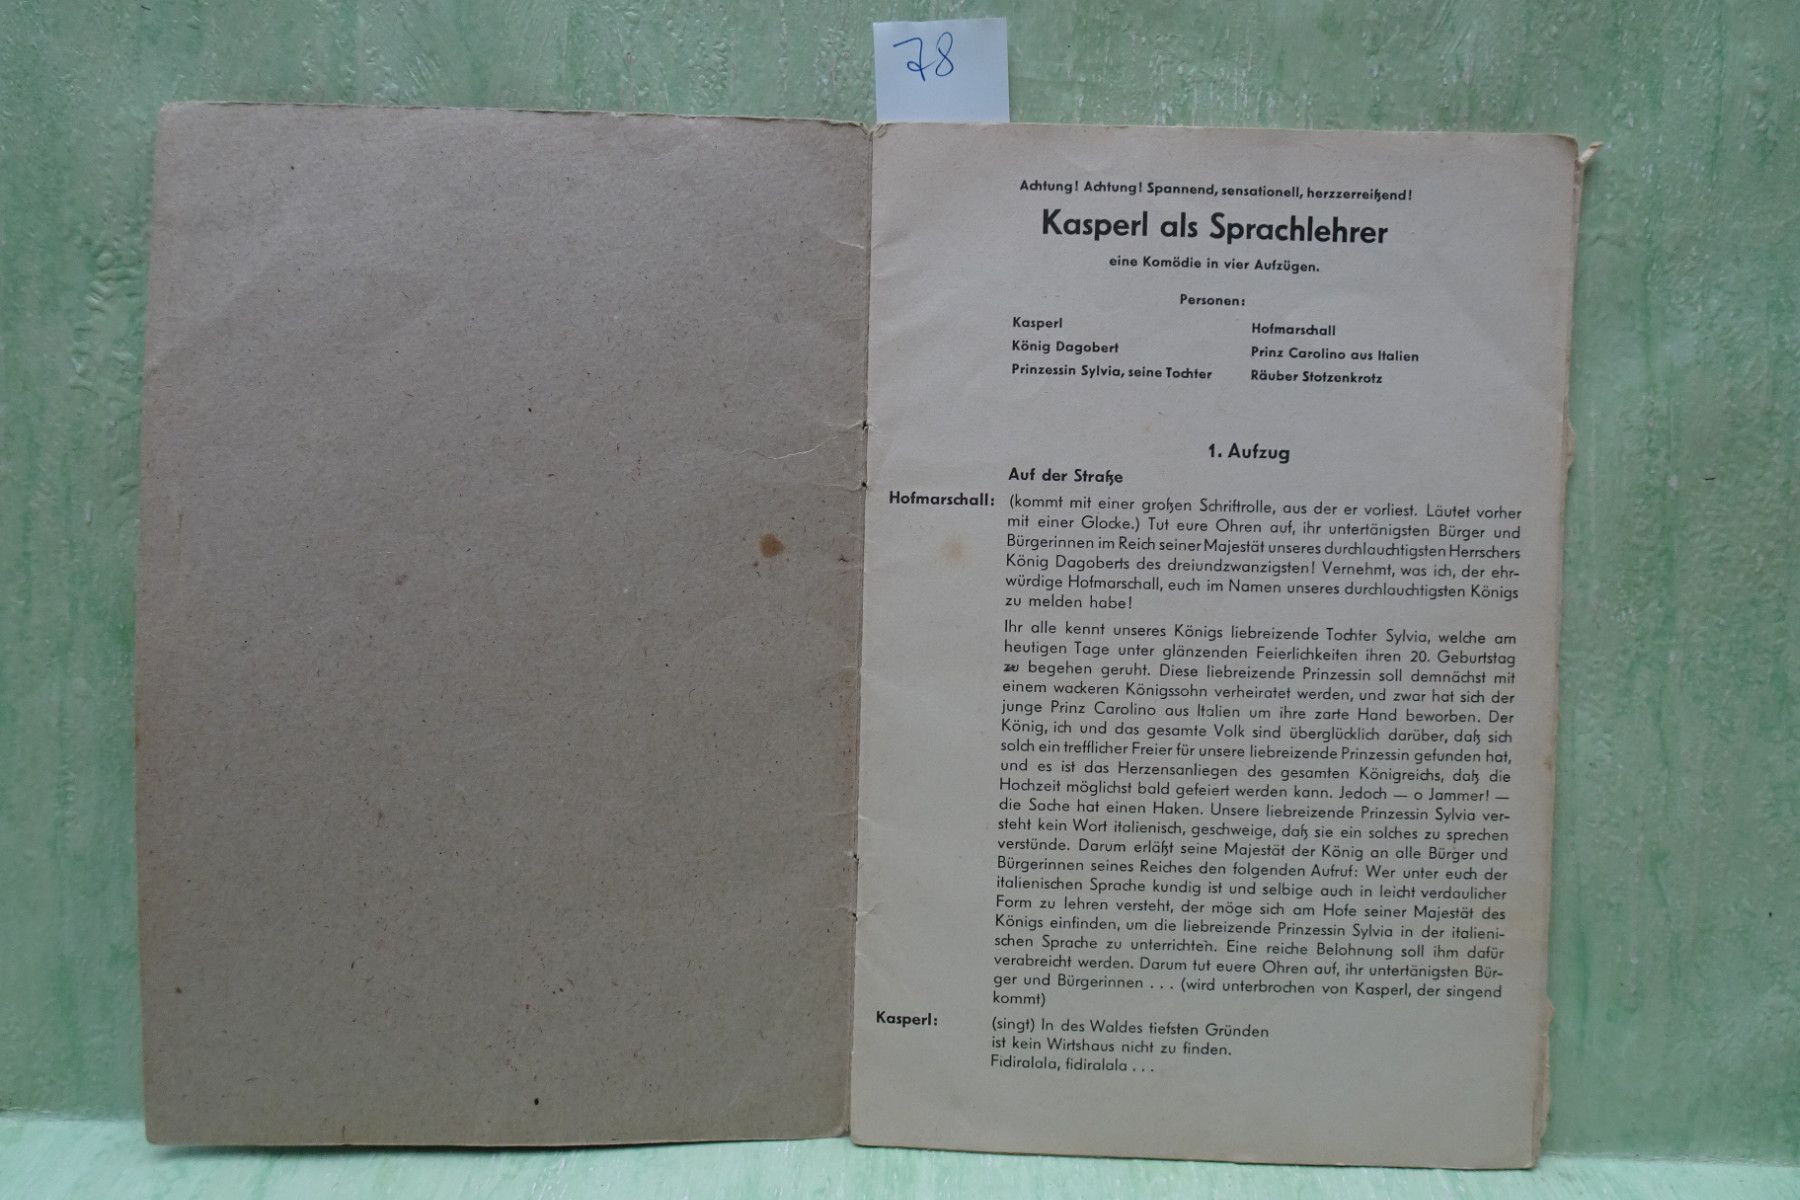 78
Achtung! Achtung! Spannend, sensationell, herzzerreißend!
Kasperl als Sprachlehrer
eine Komödie in vier Aufzügen.
Personen:
Kasperl
König Dagobert
Prinzessin Sylvia, seine Tochter
Hofmarschall
Prinz Carolino aus Italien
Räuber Stotzenkrotz
1. Aufzug
Auf der Straße
Hofmarschall: (kommt mit einer großen Schriftrolle, aus der er vorliest. Läutet vorher
mit einer Glocke.) Tut eure Ohren auf, ihr untertänigsten Bürger und
Bürgerinnen im Reich seiner Majestät unseres durchlauchtigsten Herrschers
König Dagoberts des dreiundzwanzigsten! Vernehmt, was ich, der ehr-
würdige Hofmarschall, euch im Namen unseres durchlauchtigsten Königs
zu melden habe!
Ihr alle kennt unseres Königs liebreizende Tochter Sylvia, welche am
heutigen Tage unter glänzenden Feierlichkeiten ihren 20. Geburtstag
zu begehen geruht. Diese liebreizende Prinzessin soll demnächst mit
einem wackeren Königssohn verheiratet werden, und zwar hat sich der
junge Prinz Carolino aus Italien um ihre zarte Hand beworben. Der
König, ich und das gesamte Volk sind überglücklich darüber, daß sich
solch ein trefflicher Freier für unsere liebreizende Prinzessin gefunden hat,
und es ist das Herzensanliegen des gesamten Königreichs, daß die
Hochzeit möglichst bald gefeiert werden kann. Jedoch — o Jammer! —
die Sache hat einen Haken. Unsere liebreizende Prinzessin Sylvia ver-
steht kein Wort italienisch, geschweige, daß sie ein solches zu sprechen
verstünde. Darum erläßt seine Majestät der König an alle Bürger und
Bürgerinnen seines Reiches den folgenden Aufruf: Wer unter euch der
italienischen Sprache kundig ist und selbige auch in leicht verdaulicher
Form zu lehren versteht, der möge sich am Hofe seiner Majestät des
Königs einfinden, um die liebreizende Prinzessin Sylvia in der italieni-
schen Sprache zu unterrichten. Eine reiche Belohnung soll ihm dafür
verabreicht werden. Darum tut euere Ohren auf, ihr untertänigsten Bür-
ger und Bürgerinnen . . . (wird unterbrochen von Kasperl, der singend
kommt)
Kasperl: (singt) In des Waldes tiefsten Gründen
ist kein Wirtshaus nicht zu finden.
Fidiralala, fidiralala . . .